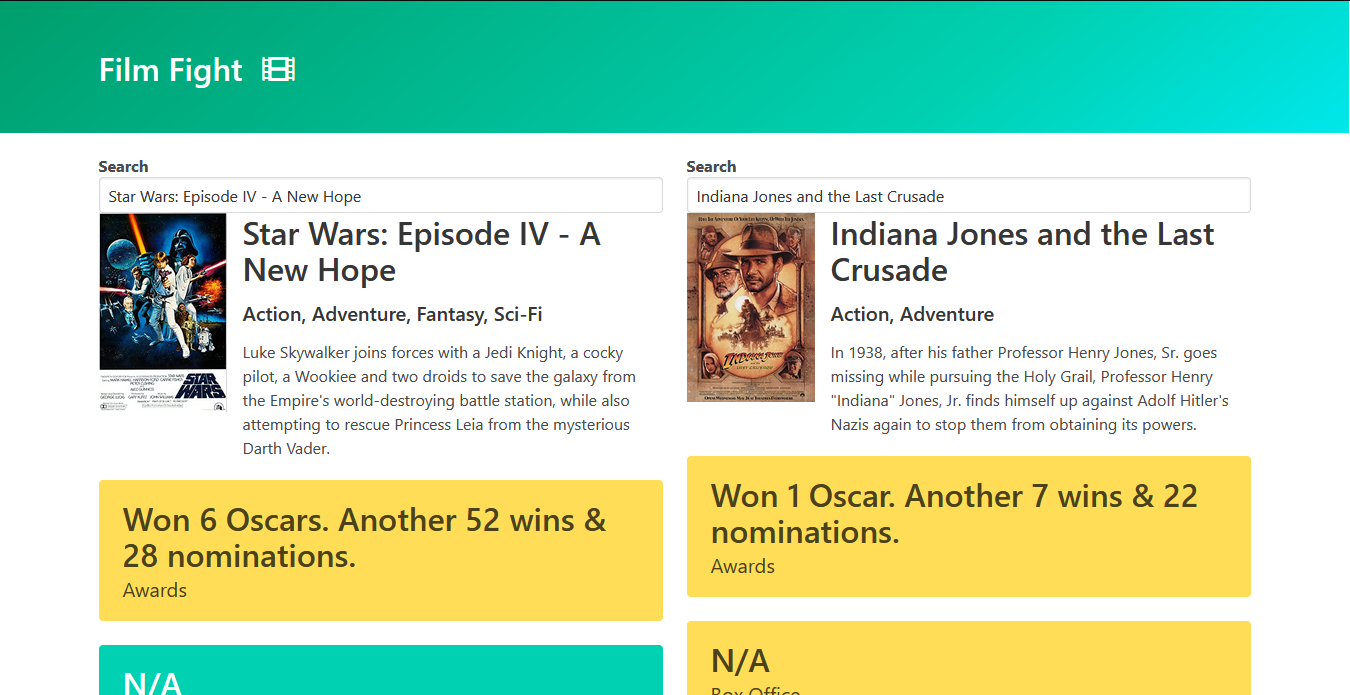 Film Fight
Search
Star Wars: Episode IV - A New Hope
Star Wars: Episode IV - A
New Hope
Action, Adventure, Fantasy, Sci-Fi
Luke Skywalker joins forces with a Jedi Knight, a cocky
pilot, a Wookiee and two droids to save the galaxy from
the Empire's world-destroying battle station, while also
attempting to rescue Princess Leia from the mysterious
Darth Vader.
STAR
WARS
Won 6 Oscars. Another 52 wins &
28 nominations.
Awards
N/A
Search
Indiana Jones and the Last Crusade
Indiana Jones and the Last
Crusade
Action, Adventure
In 1938, after his father Professor Henry Jones, Sr. goes
missing while pursuing the Holy Grail, Professor Henry
"Indiana" Jones, Jr. finds himself up against Adolf Hitler's
Nazis again to stop them from obtaining its powers.
INDIANA JONES
LAST CRUSADE
Won 1 Oscar. Another 7 wins & 22
nominations.
Awards
N/A
Box Office